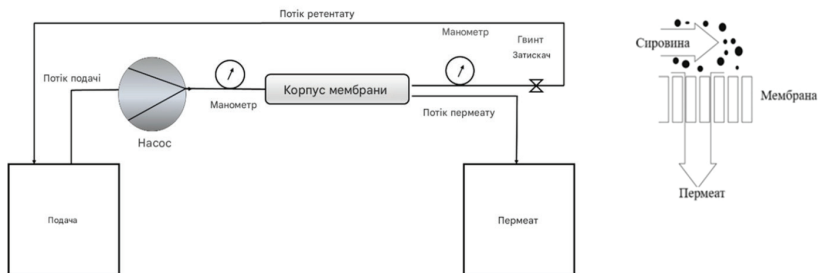 Потік ретентату
Манометр
Гвинт
Затискач
Потік подачі
Манометр
Корпус мембрани
Потік пермеату
Насос
Подача
Пермеат
Сировина
Мембрана
Пермеат